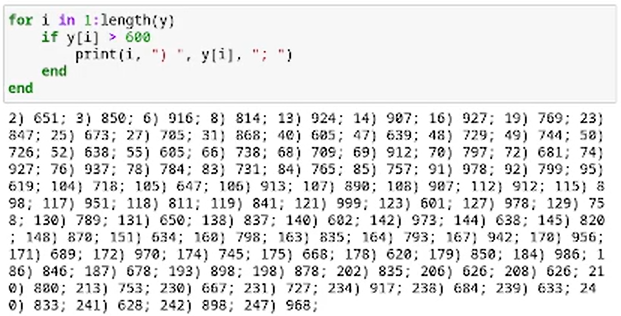 for i in 1:length(y)
    if y[i] > 600
        print(i, ") ", y[i], "; ")
    end
end
2) 651; 3) 850; 6) 916; 8) 814; 13) 924; 14) 907; 16) 927; 19) 769; 23)
847; 25) 673; 27) 705; 31) 868; 40) 605; 47) 639; 48) 729; 49) 744; 50)
726; 52) 638; 55) 605; 66) 738; 68) 709; 69) 912; 70) 797; 72) 681; 74)
927; 76) 937; 78) 784; 83) 731; 84) 765; 85) 757; 91) 978; 92) 799; 95)
619; 104) 718; 105) 647; 106) 913; 107) 890; 108) 907; 112) 912; 115) 8
98; 117) 951; 118) 811; 119) 841; 121) 999; 123) 601; 127) 978; 129) 75
8; 130) 789; 131) 650; 138) 837; 140) 602; 142) 973; 144) 638; 145) 820
; 148) 870; 151) 634; 160) 798; 163) 835; 164) 793; 167) 942; 170) 956;
171) 689; 172) 970; 174) 745; 175) 668; 178) 620; 179) 850; 184) 986; 1
86) 846; 187) 678; 193) 898; 198) 878; 202) 835; 206) 626; 208) 626; 21
0) 800; 213) 753; 230) 667; 231) 727; 234) 917; 238) 684; 239) 633; 24
0) 833; 241) 628; 242) 898; 247) 968;